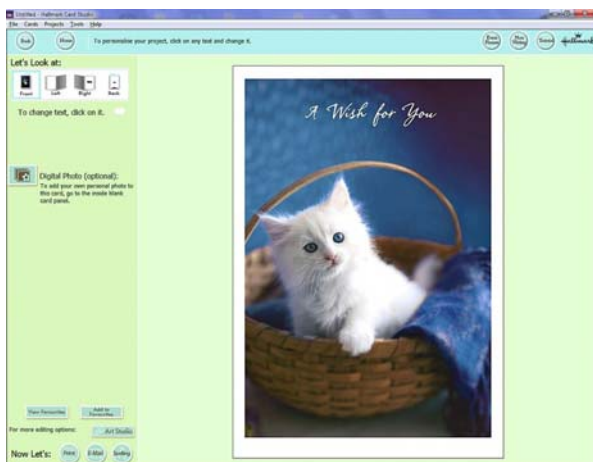 Untitled - Hallmark Card Studio
File Cards Projects Tools Help
Back
Home
To personalise your project, click on any text and change it.
Hallmark
Let's Look at:
Front
Left
Right
Back
To change text, click on it.
A Wish for You
Digital Photo (optional):
To add your own personal photo to
this card, go to the inside blank
card panel.
View Favourites
Add to
Favourites
For more editing options:
Art Studio
Now Let's:
Print
E-Mail